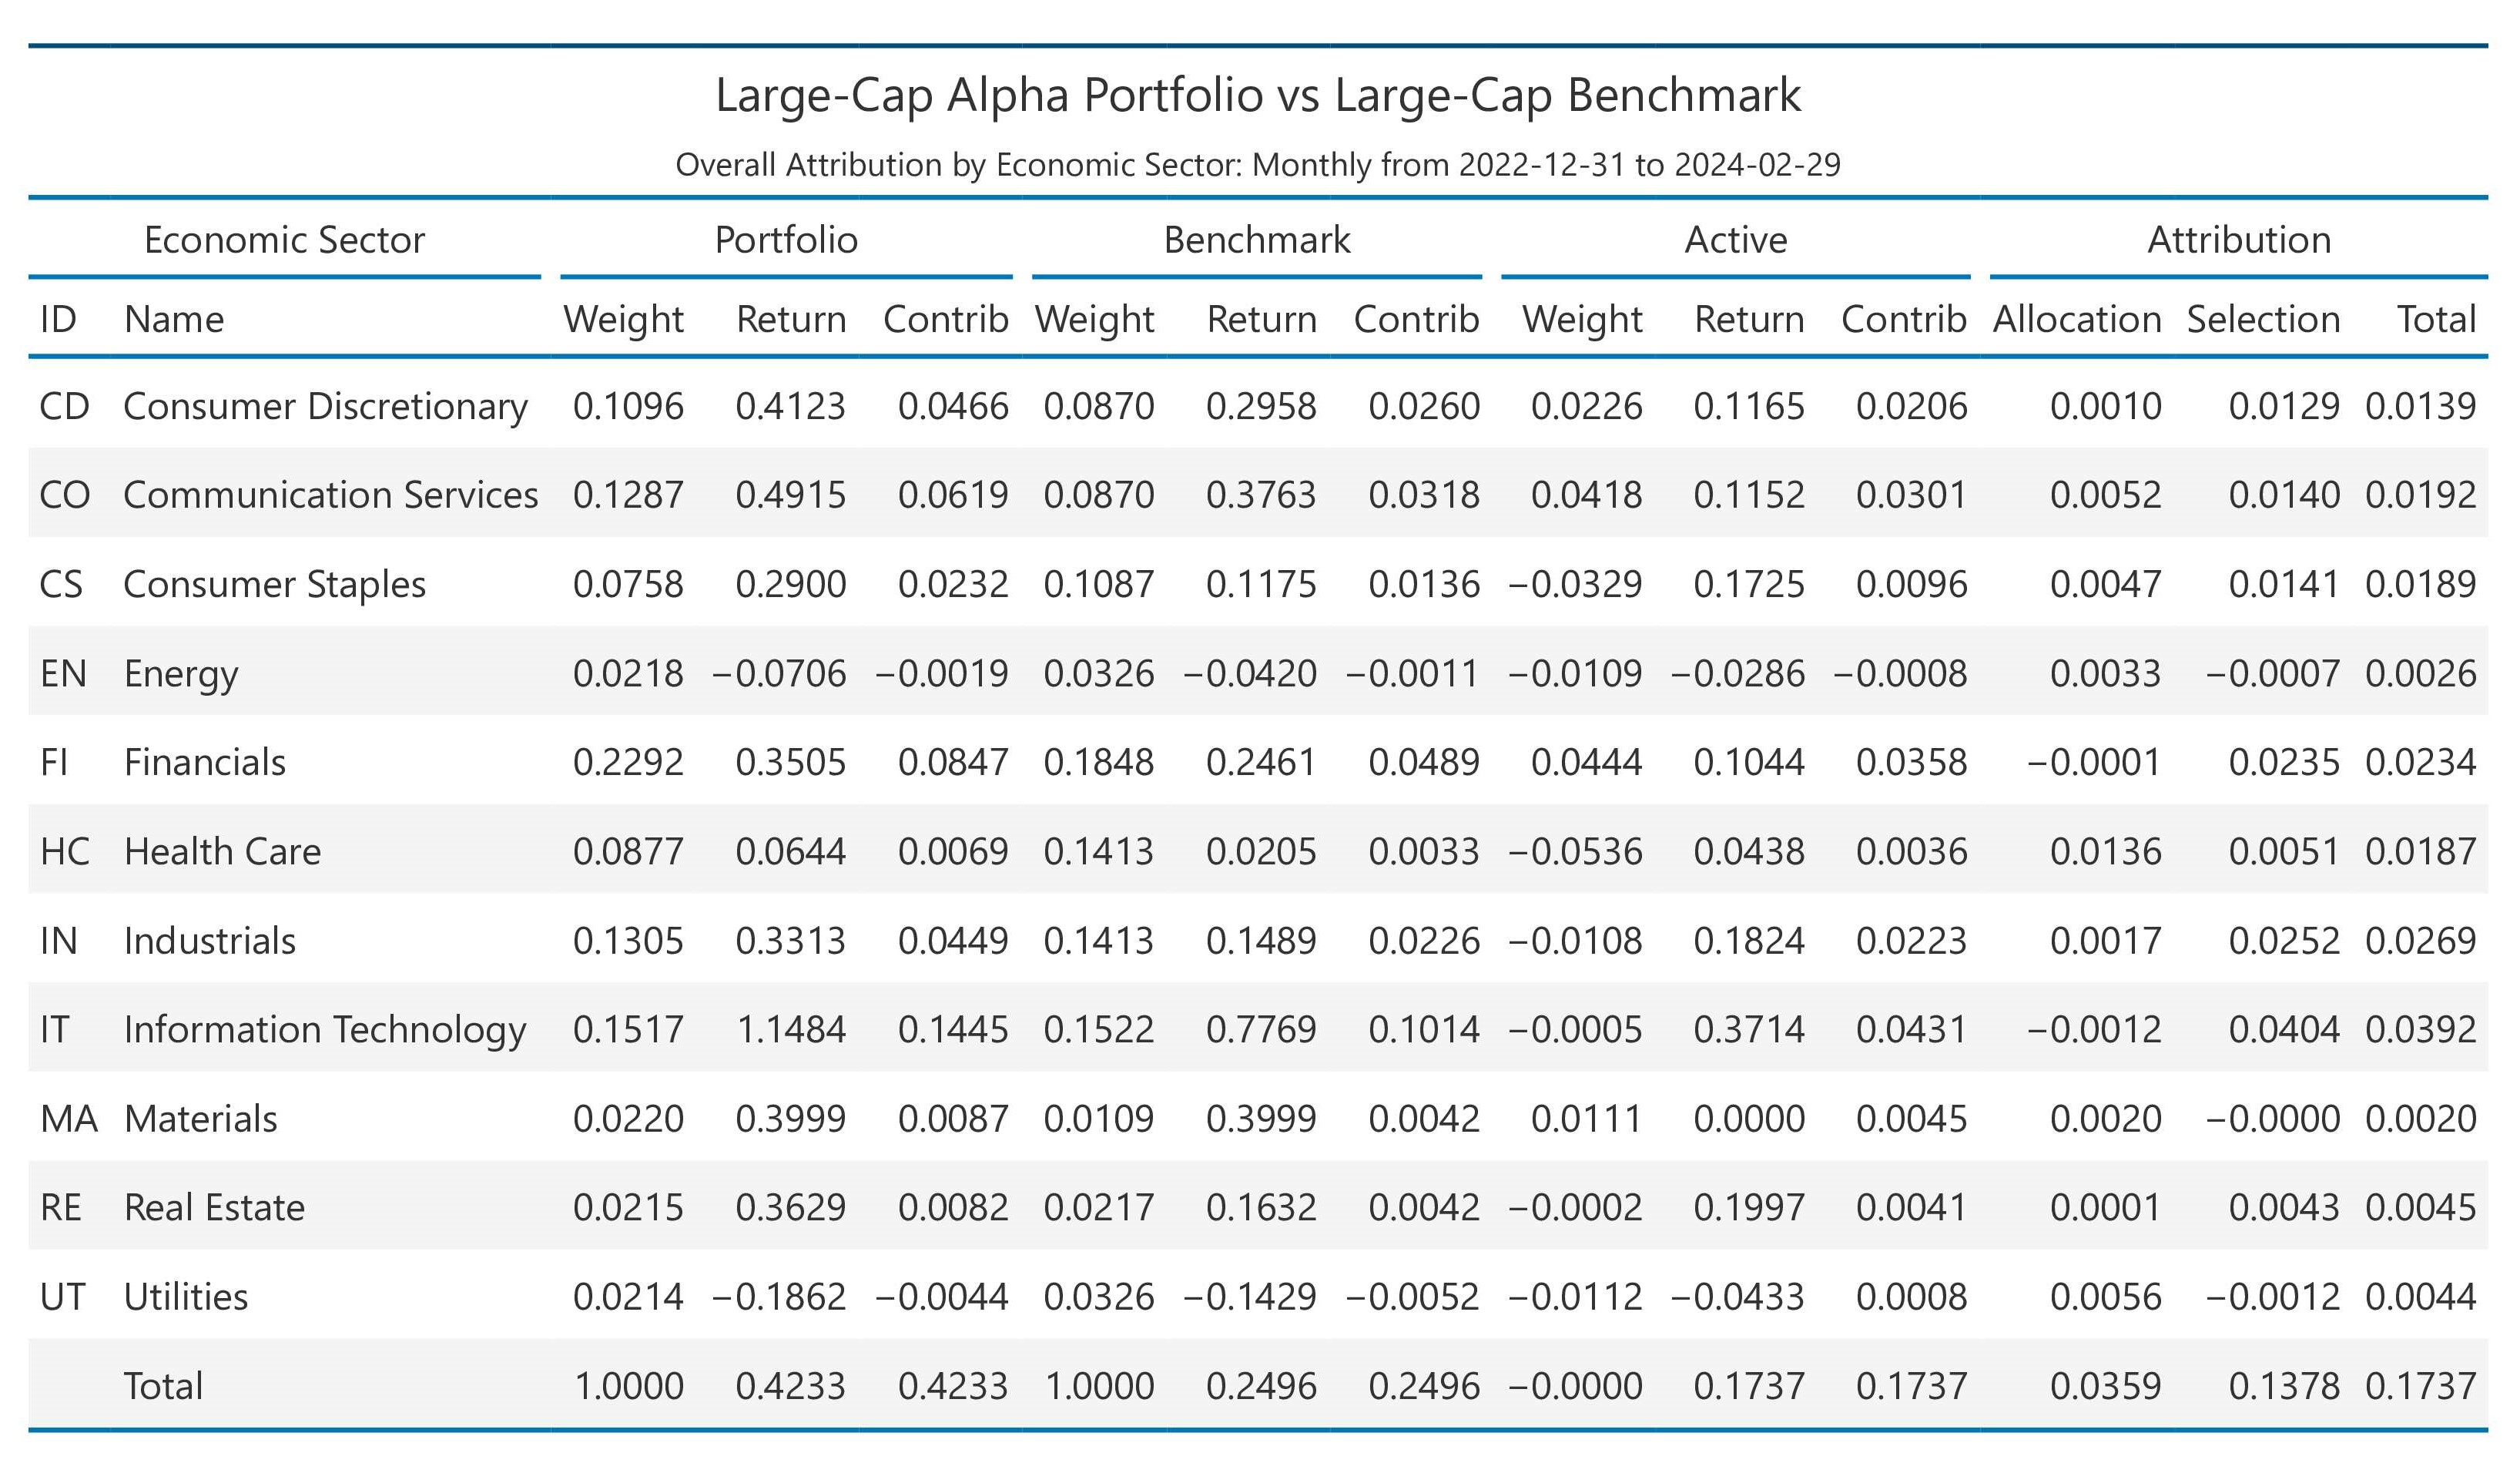 Large-Cap Alpha Portfolio vs Large-Cap Benchmark
Overall Attribution by Economic Sector: Monthly from 2022-12-31 to 2024-02-29
Economic Sector Portfolio Benchmark Active Attribution
ID Name Weight Return Contrib Weight Return Contrib Weight Return Contrib Allocation Selection Total
CD Consumer Discretionary 0.1096 0.4123 0.0466 0.0870 0.2958 0.0260 0.0226 0.1165 0.0206 0.0010 0.0129 0.0139
CO Communication Services 0.1287 0.4915 0.0619 0.0870 0.3763 0.0318 0.0418 0.1152 0.0301 0.0052 0.0140 0.0192
CS Consumer Staples 0.0758 0.2900 0.0232 0.1087 0.1175 0.0136 −0.0329 0.1725 0.0096 0.0047 0.0141 0.0189
EN Energy 0.0218 −0.0706 −0.0019 0.0326 −0.0420 −0.0011 −0.0109 −0.0286 −0.0008 0.0033 −0.0007 0.0026
FI Financials 0.2292 0.3505 0.0847 0.1848 0.2461 0.0489 0.0444 0.1044 0.0358 −0.0001 0.0235 0.0234
HC Health Care 0.0877 0.0644 0.0069 0.1413 0.0205 0.0033 −0.0536 0.0438 0.0036 0.0136 0.0051 0.0187
IN Industrials 0.1305 0.3313 0.0449 0.1413 0.1489 0.0226 −0.0108 0.1824 0.0223 0.0017 0.0252 0.0269
IT Information Technology 0.1517 1.1484 0.1445 0.1522 0.7769 0.1014 −0.0005 0.3714 0.0431 −0.0012 0.0404 0.0392
MA Materials 0.0220 0.3999 0.0087 0.0109 0.3999 0.0042 0.0111 0.0000 0.0045 0.0020 −0.0000 0.0020
RE Real Estate 0.0215 0.3629 0.0082 0.0217 0.1632 0.0042 −0.0002 0.1997 0.0041 0.0001 0.0043 0.0045
UT Utilities 0.0214 −0.1862 −0.0044 0.0326 −0.1429 −0.0052 −0.0112 −0.0433 0.0008 0.0056 −0.0012 0.0044
Total 1.0000 0.4233 0.4233 1.0000 0.2496 0.2496 −0.0000 0.1737 0.1737 0.0359 0.1378 0.1737